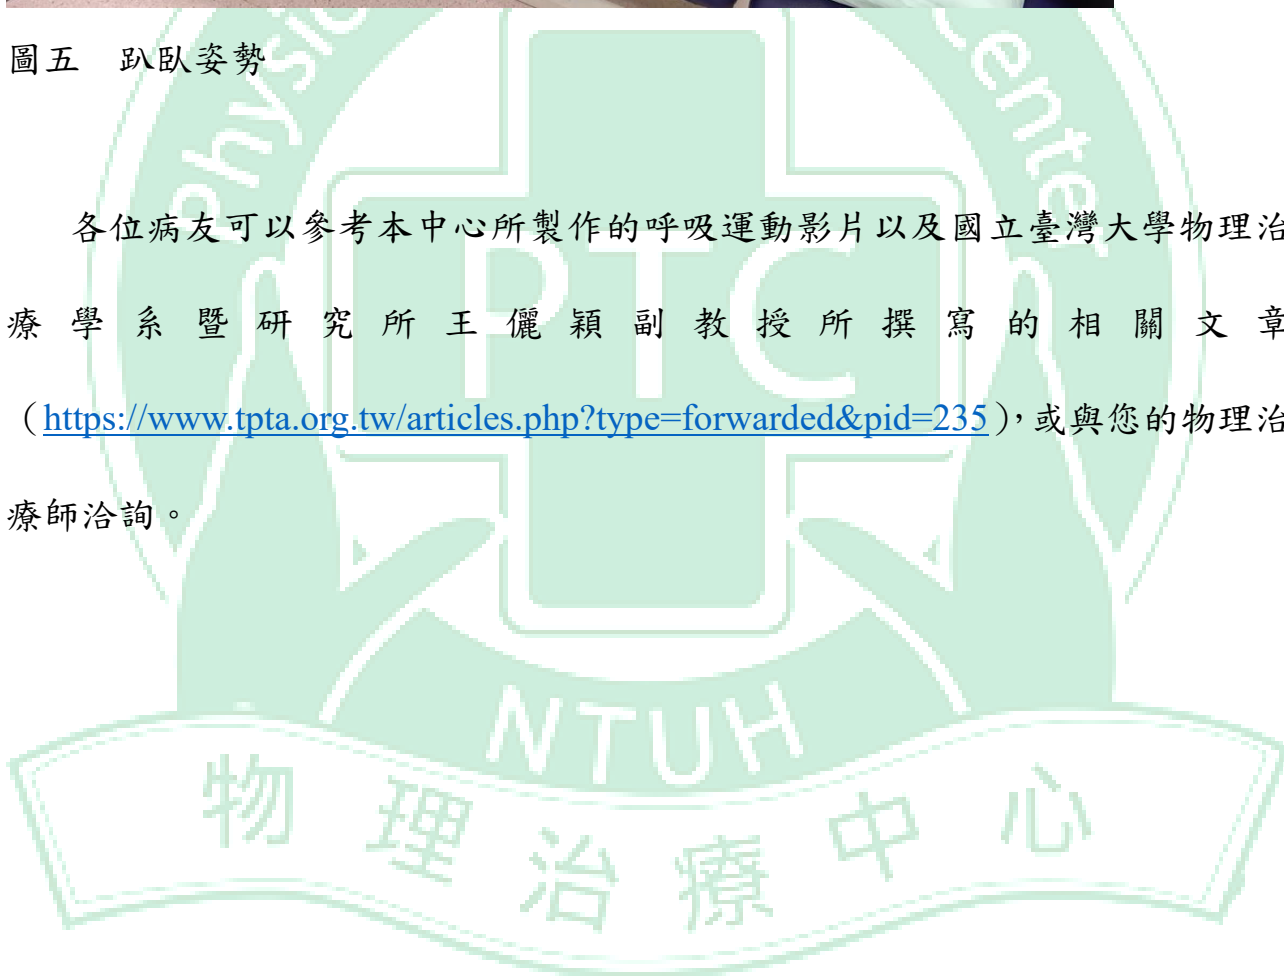 圖五 趴臥姿勢
各位病友可以參考本中心所製作的呼吸運動影片以及國立臺灣大學物理治
療學系暨研究所王儷穎副教授所撰寫的相關文章
（https://www.tpta.org.tw/articles.php?type=forwarded&pid=235），或與您的物理治
療師洽詢。
Center
PTC
NTUH
物理治療中心